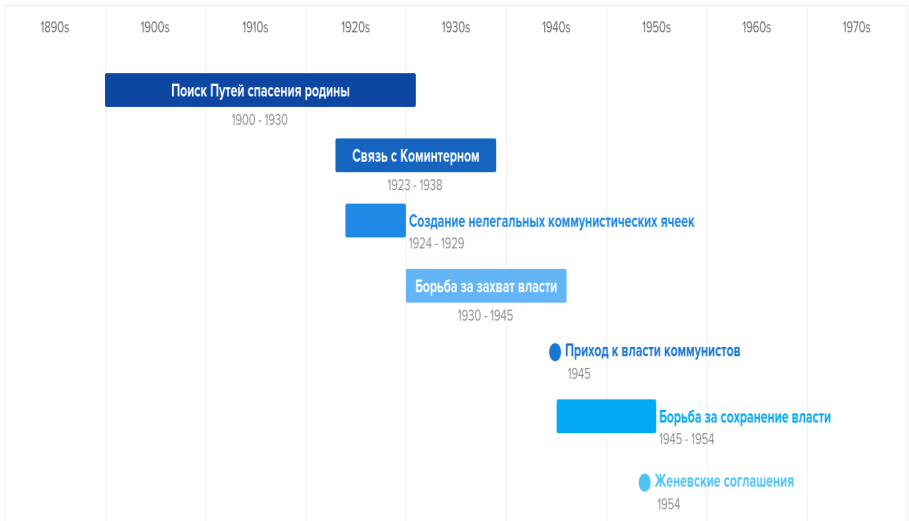 1890s 1900s 1910s 1920s 1930s 1940s 1950s 1960s 1970s
Поиск Путей спасения родины
1900 - 1930
Связь с Коминтерном
1923 - 1938
Создание нелегальных коммунистических ячеек
1924 - 1929
Борьба за захват власти
1930 - 1945
Приход к власти коммунистов
1945
Борьба за сохранение власти
1945 - 1954
Женевские соглашения
1954